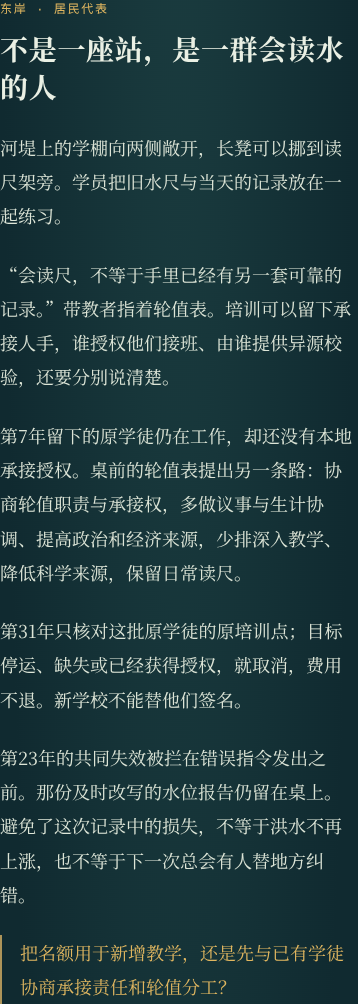 东岸 · 居民代表
不是一座站，是一群会读水
的人
河堤上的学棚向两侧敞开，长凳可以挪到读
尺架旁。学员把旧水尺与当天的记录放在一
起练习。
“会读尺，不等于手里已经有另一套可靠的
记录。”带教者指着轮值表。培训可以留下承
接人手，谁授权他们接班、由谁提供异源校
验，还要分别说清楚。
第7年留下的原学徒仍在工作，却还没有本地
承接授权。桌前的轮值表提出另一条路：协
商轮值职责与承接权，多做议事与生计协
调、提高政治和经济来源，少排深入教学、
降低科学来源，保留日常读尺。
第31年只核对这批原学徒的原培训点；目标
停运、缺失或已经获得授权，就取消，费用
不退。新学校不能替他们签名。
第23年的共同失效被拦在错误指令发出之
前。那份及时改写的水位报告仍留在桌上。
避免了这次记录中的损失，不等于洪水不再
上涨，也不等于下一次总会有人替地方纠
错。
把名额用于新增教学，还是先与已有学徒
协商承接责任和轮值分工？